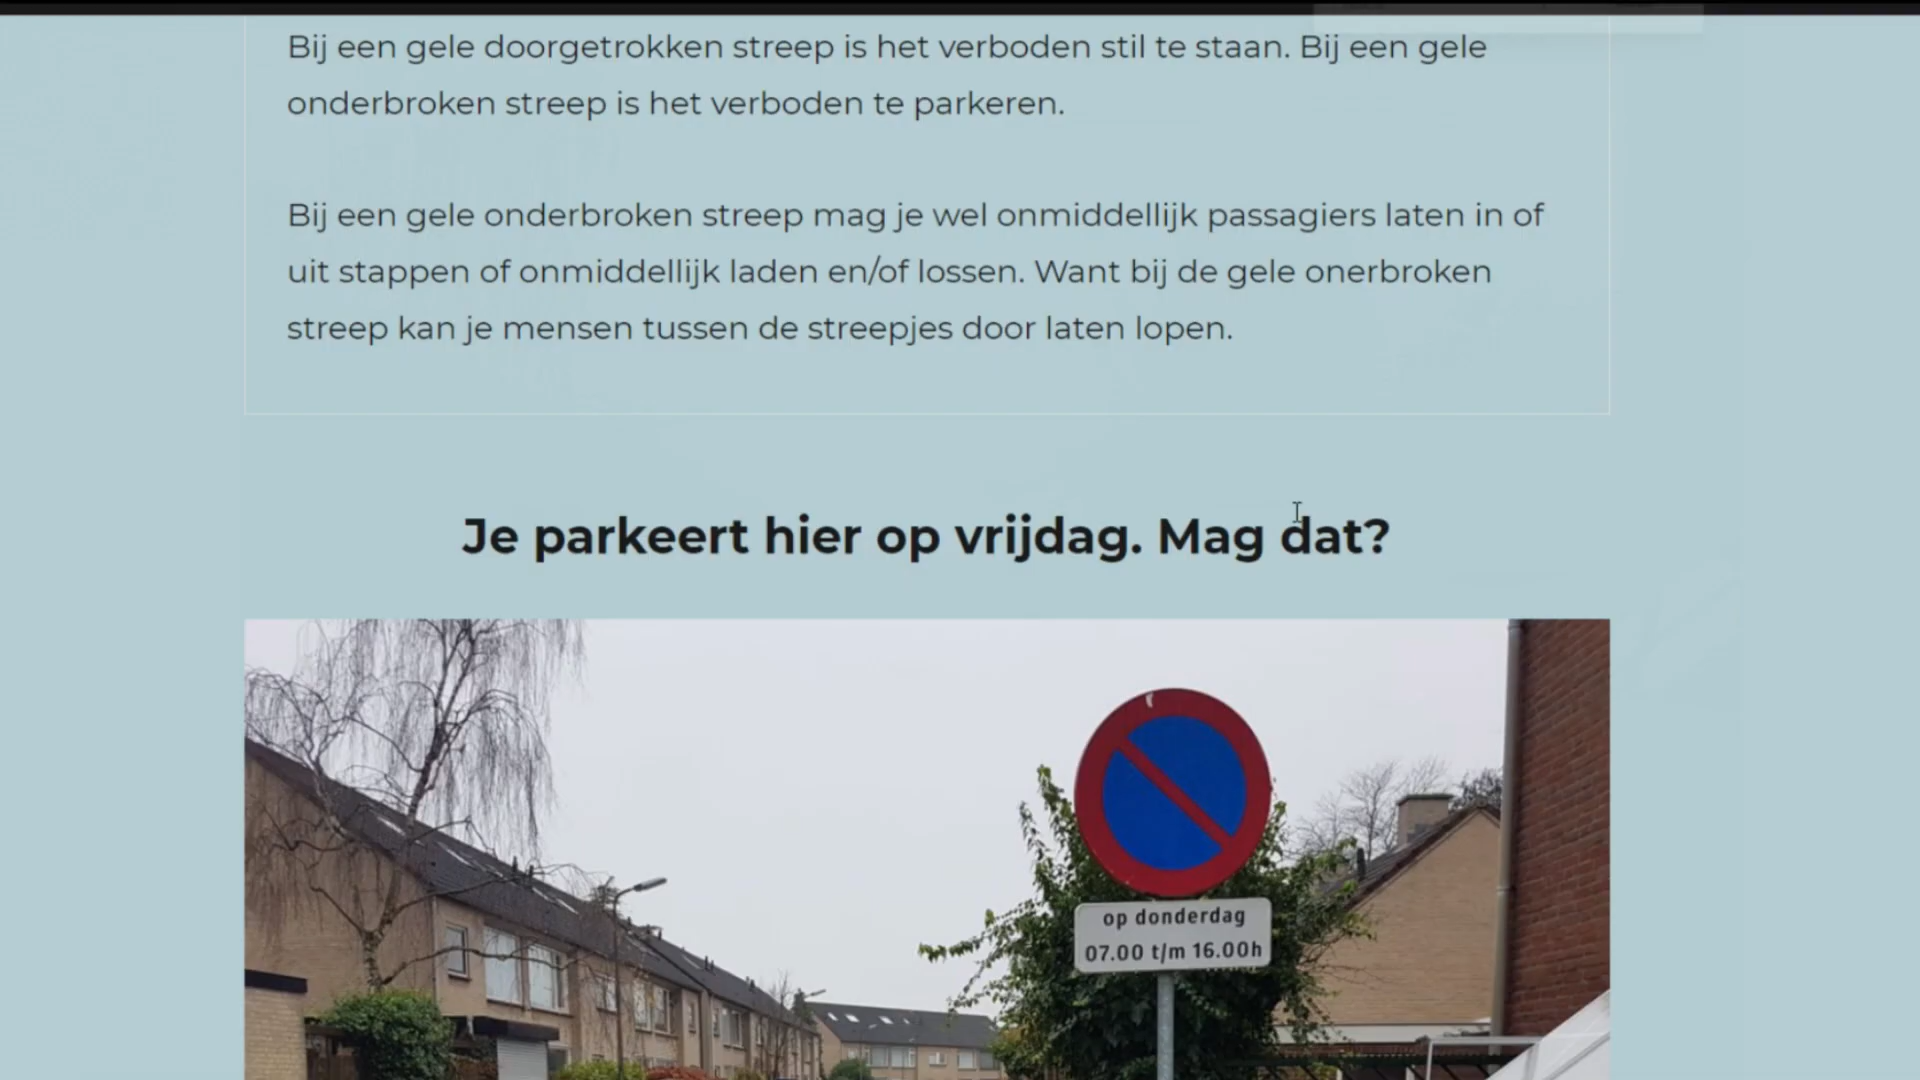 Bij een gele doorgetrokken streep is het verboden stil te staan. Bij een gele
onderbroken streep is het verboden te parkeren.
Bij een gele onderbroken streep mag je wel onmiddellijk passagiers laten in of
uit stappen of onmiddellijk laden en/of lossen. Want bij de gele onerbroken
streep kan je mensen tussen de streepjes door laten lopen.
Je parkeert hier op vrijdag. Mag dat?
op donderdag
07.00 t/m 16.00h